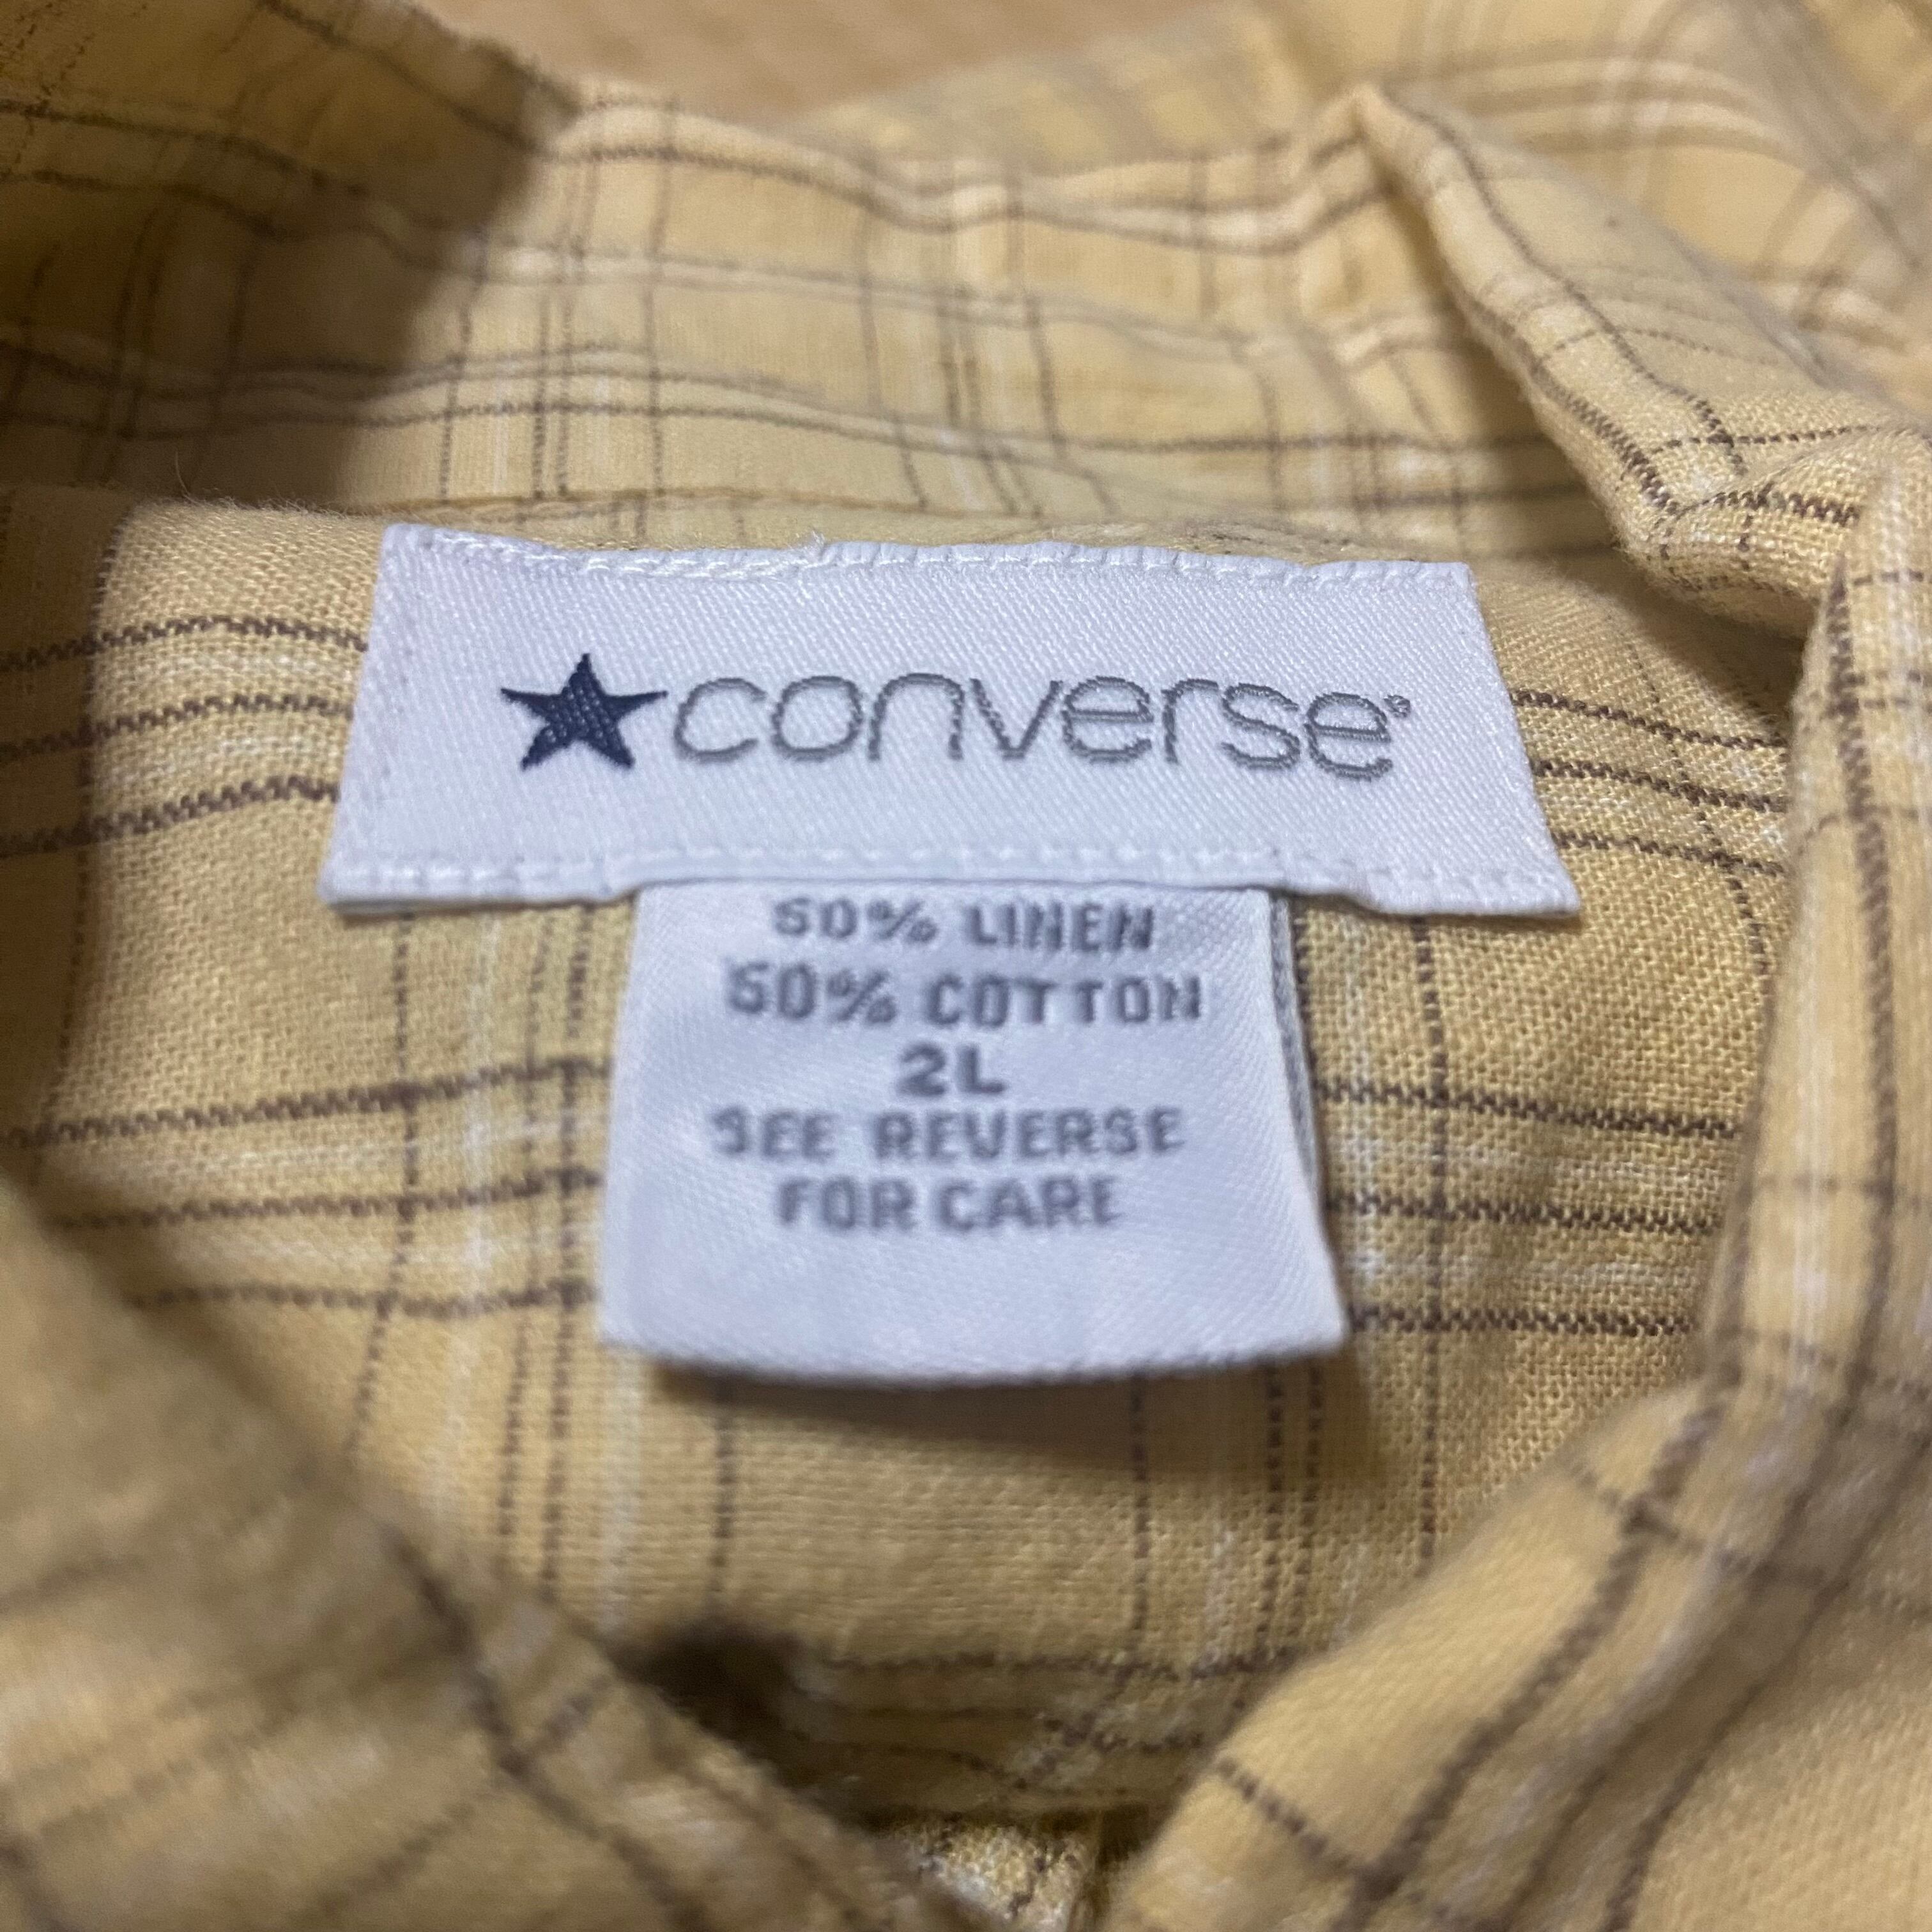 converse
50% LINEN
50% COTTON
2L
SEE REVERSE
FOR CARE